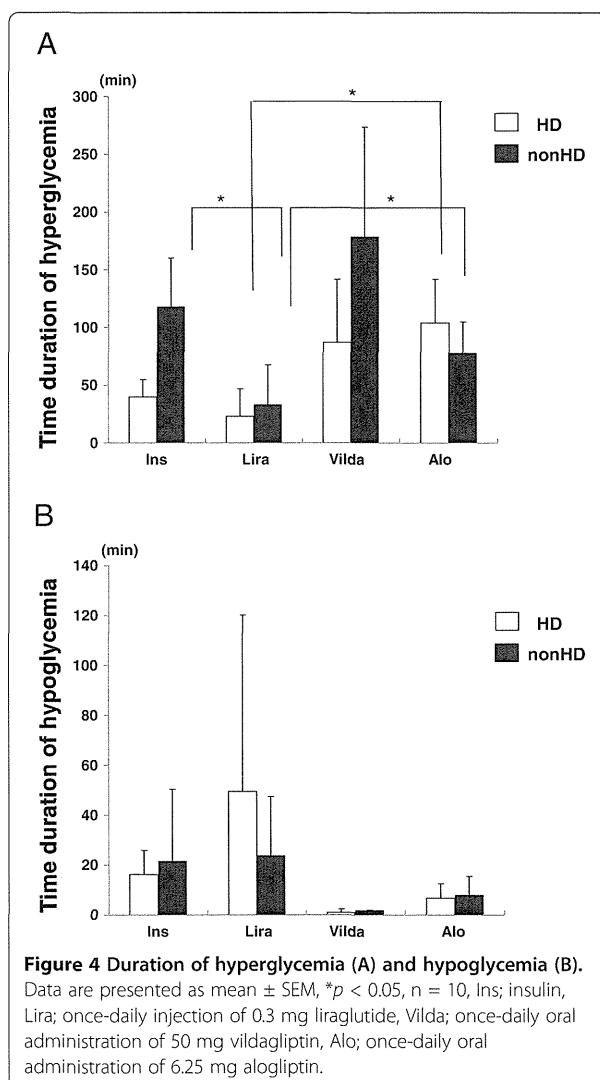 A
(min)
300
250
200
150
100
50
0
Time duration of hyperglycemia
*
*
*
HD
nonHD
Ins Lira Vilda Alo
B
(min)
140
120
100
80
60
40
20
0
Time duration of hypoglycemia
HD
nonHD
Ins Lira Vilda Alo
Figure 4 Duration of hyperglycemia (A) and hypoglycemia (B).
Data are presented as mean ± SEM, *p < 0.05, n = 10, Ins; insulin,
Lira; once-daily injection of 0.3 mg liraglutide, Vilda; once-daily oral
administration of 50 mg vildagliptin, Alo; once-daily oral
administration of 6.25 mg alogliptin.